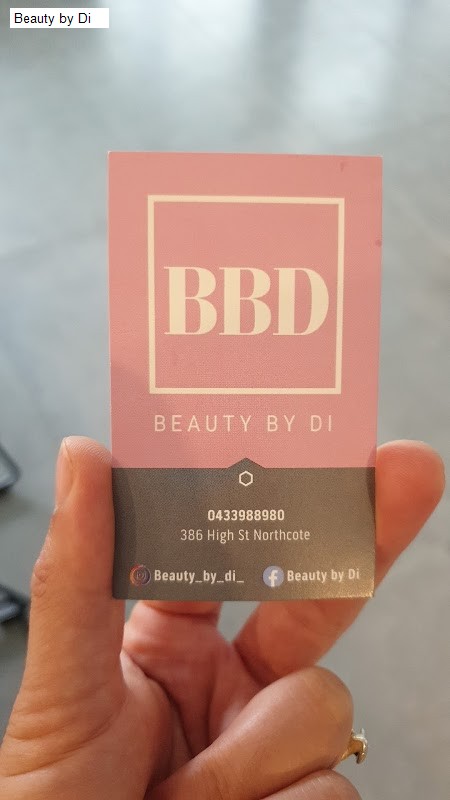 Beauty by Di
BBD
BEAUTY BY DI
0433988980
386 High St Northcote
Beauty_by_di_ Beauty by Di